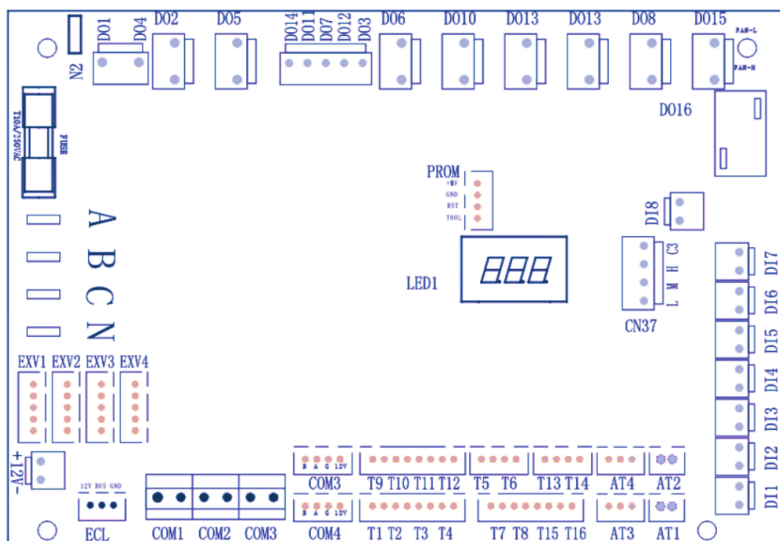 DO1 DO4 DO2 DO5 DO14 DO11 DO7 DO12 DO3 DO6 DO10 DO13 DO13 DO8 DO15
FAN-L
N2
FAN-H
DO16
FUSE
T10A/250VAC
PROM
+5V
GND
RST
TOOL
DI8
A
B
C
N
LED1
888
L M H C3
CN37
DI7
DI6
DI5
DI4
DI3
DI2
DI1
EXV1 EXV2 EXV3 EXV4
+12V-
B A G 12V
COM3 T9 T10 T11 T12 T5 T6 T13 T14 AT4 AT2
12V BUS GND
B A G 12V
ECL COM1 COM2 COM3 COM4 T1 T2 T3 T4 T7 T8 T15 T16 AT3 AT1